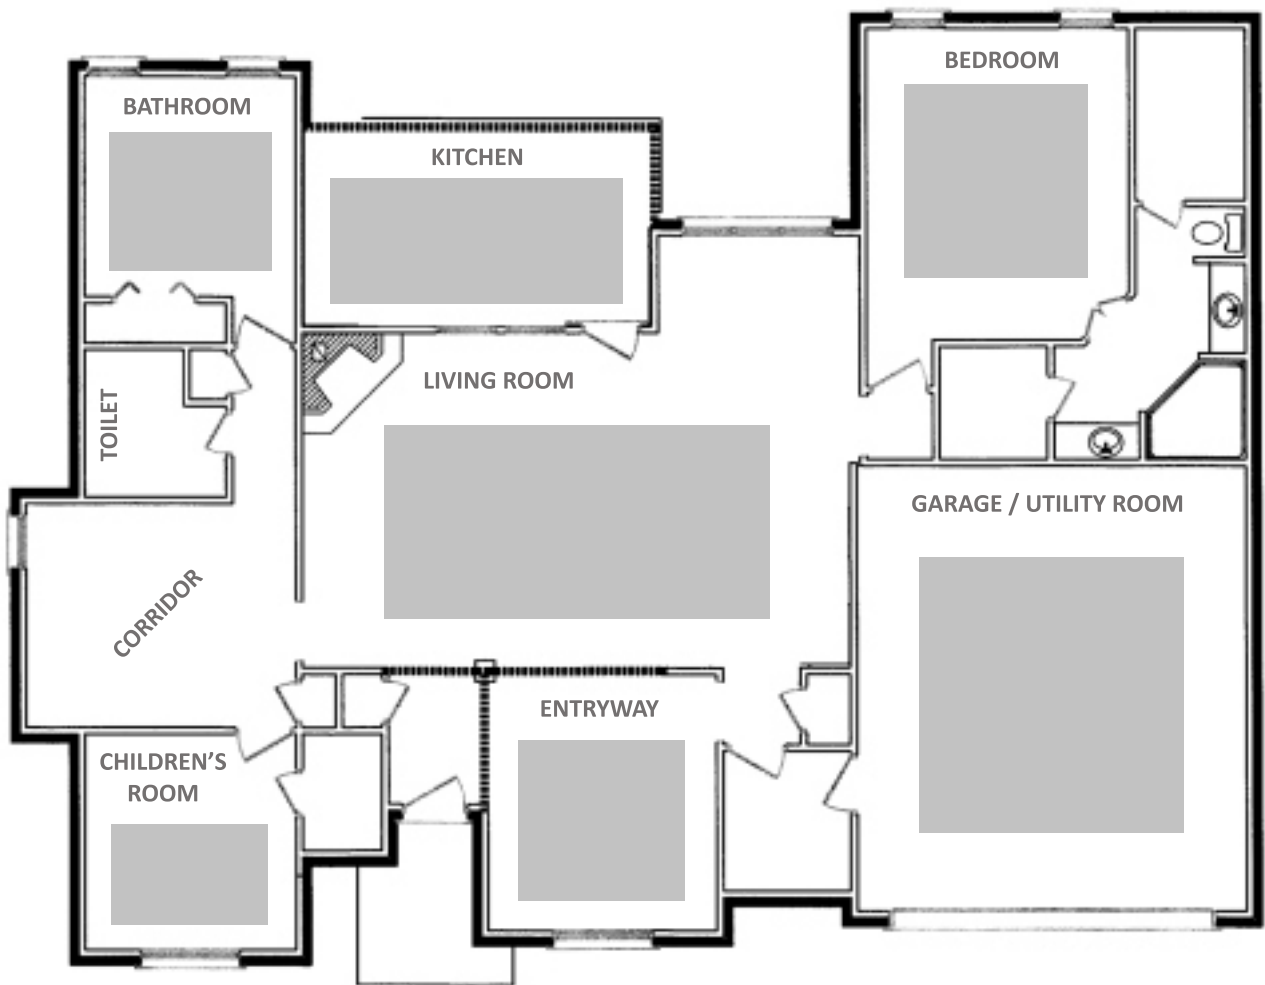 BEDROOM
BATHROOM
KITCHEN
LIVING ROOM
TOILET
GARAGE / UTILITY ROOM
CORRIDOR
ENTRYWAY
CHILDREN’S
ROOM